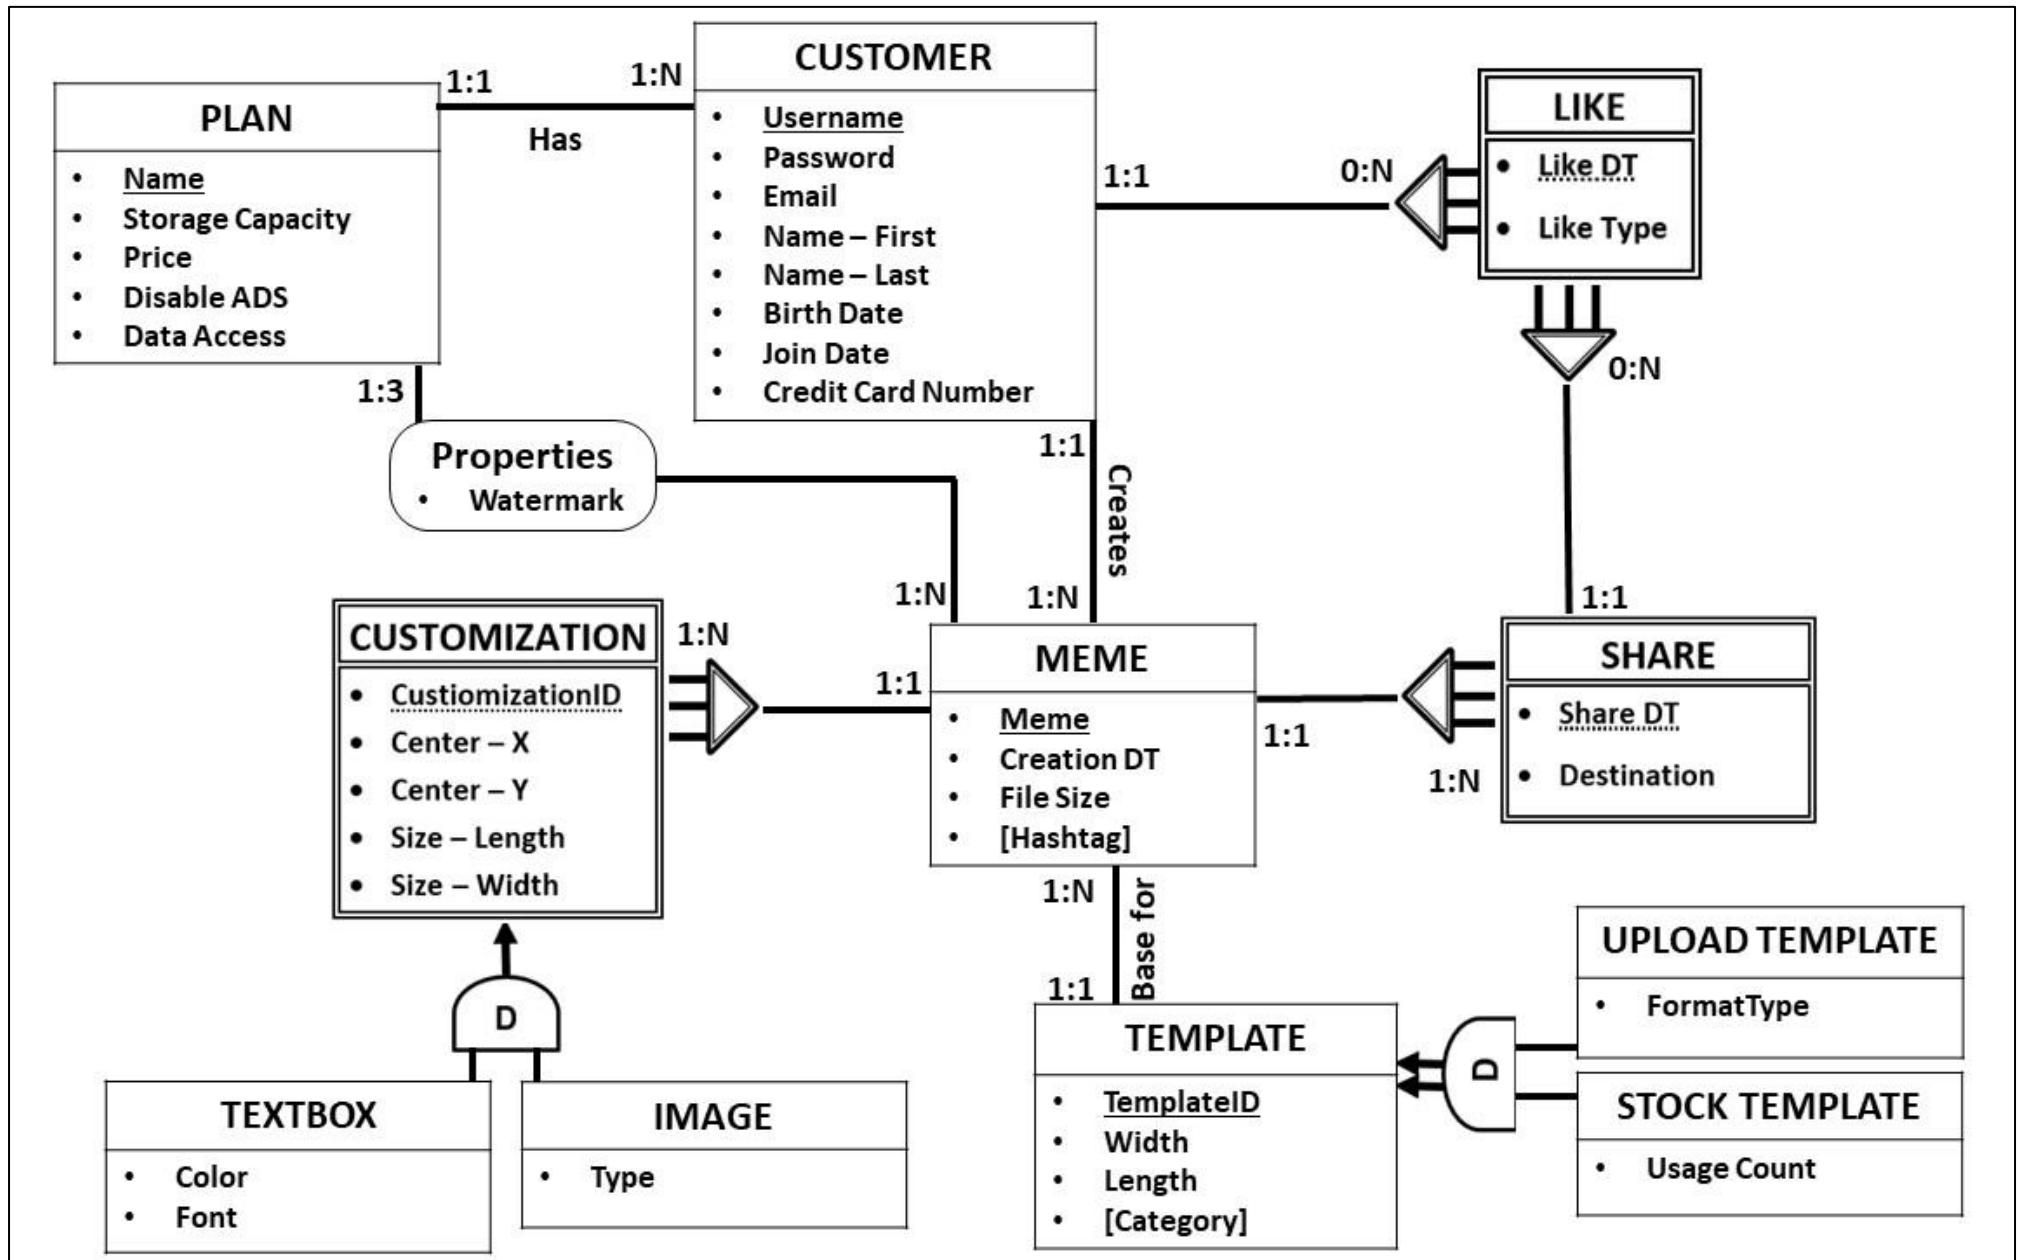 PLAN
Name
Storage Capacity
Price
Disable ADS
Data Access
1:1
1:N
Has
CUSTOMER
Username
Password
Email
Name – First
Name – Last
Birth Date
Join Date
Credit Card Number
1:1
0:N
LIKE
Like DT
Like Type
0:N
1:3
Properties
Watermark
1:N
1:1
Creates
1:N
1:1
CUSTOMIZATION
CustiomizationID
Center – X
Center – Y
Size – Length
Size – Width
1:N
1:1
MEME
Meme
Creation DT
File Size
[Hashtag]
1:1
1:N
SHARE
Share DT
Destination
1:N
Base for
1:1
D
TEXTBOX
Color
Font
IMAGE
Type
TEMPLATE
TemplateID
Width
Length
[Category]
D
UPLOAD TEMPLATE
FormatType
STOCK TEMPLATE
Usage Count